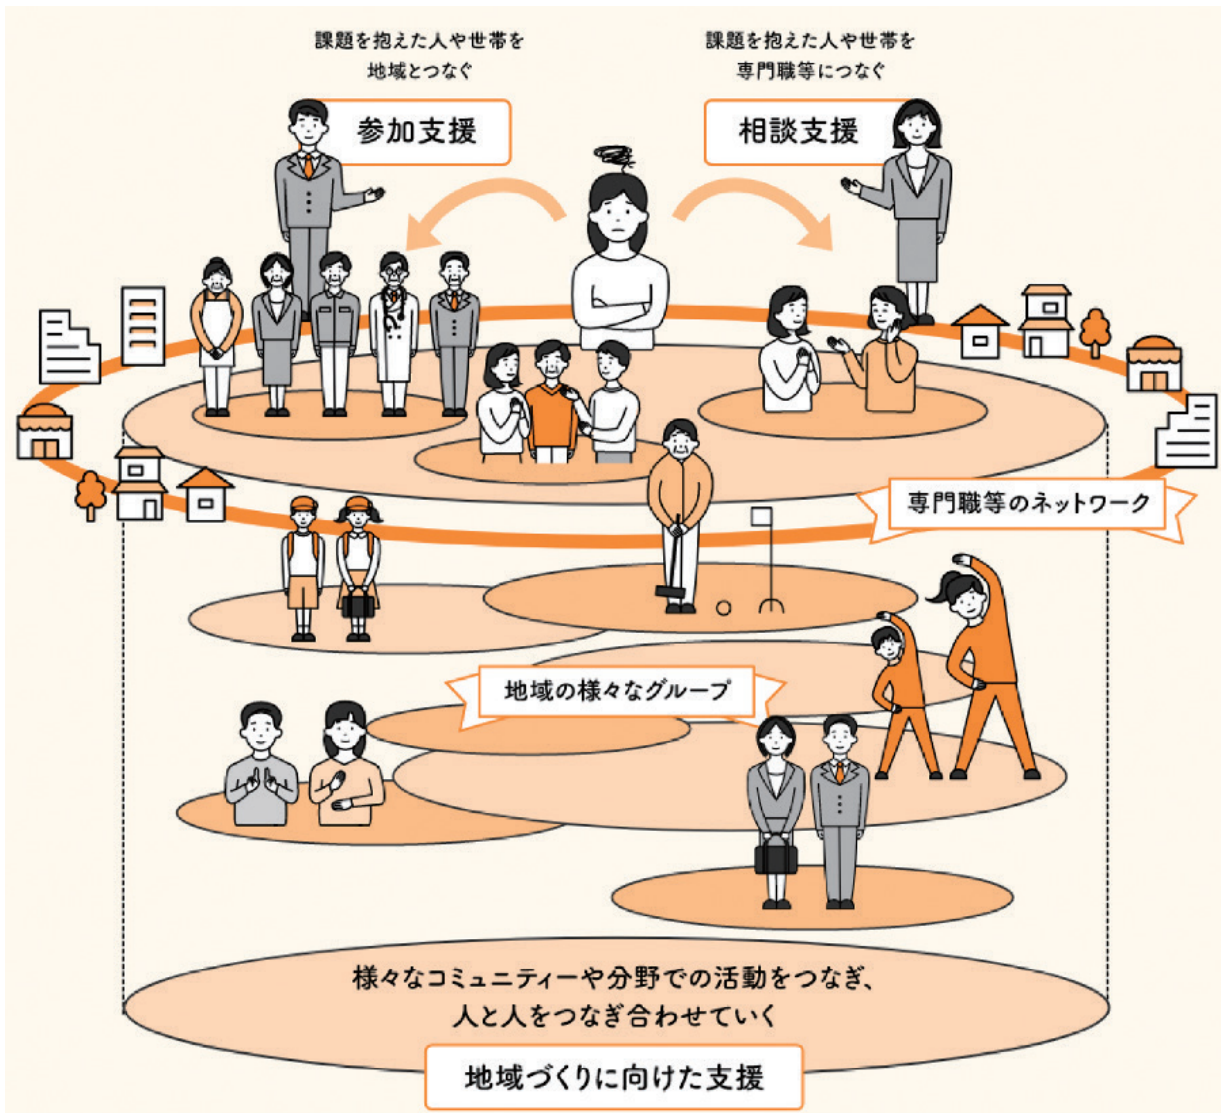 課題を抱えた人や世帯を
地域とつなぐ
参加支援
課題を抱えた人や世帯を
専門職等につなぐ
相談支援
専門職等のネットワーク
地域の様々なグループ
様々なコミュニティーや分野での活動をつなぎ、
人と人をつなぎ合わせていく
地域づくりに向けた支援